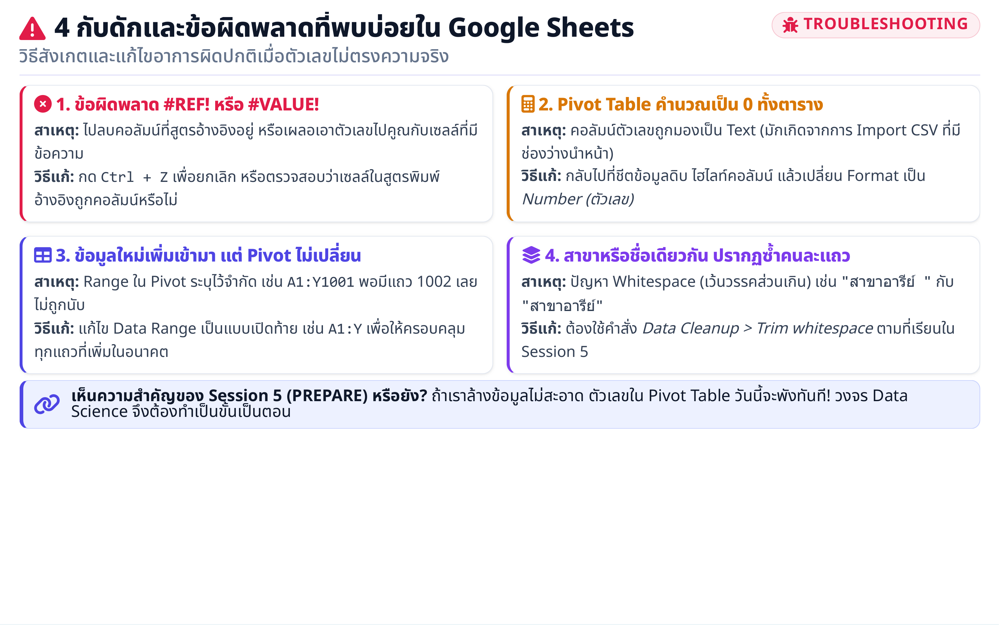 4 กับดักและข้อผิดพลาดที่พบบ่อยใน Google Sheets
TROUBLESHOOTING
วิธีสังเกตและแก้ไขอาการผิดปกติเมื่อตัวเลขไม่ตรงความจริง
1. ข้อผิดพลาด #REF! หรือ #VALUE!
สาเหตุ: ไปลบคอลัมน์ที่สูตรอ้างอิงอยู่ หรือเผลอเอาตัวเลขไปคูณกับเซลล์ที่มี
ข้อความ
วิธีแก้: กด Ctrl + Z เพื่อยกเลิก หรือตรวจสอบว่าเซลล์ในสูตรพิมพ์
อ้างอิงถูกคอลัมน์หรือไม่
2. Pivot Table คำนวณเป็น 0 ทั้งตาราง
สาเหตุ: คอลัมน์ตัวเลขถูกมองเป็น Text (มักเกิดจากการ Import CSV ที่มี
ช่องว่างนำหน้า)
วิธีแก้: กลับไปที่ชีตข้อมูลดิบ ไฮไลท์คอลัมน์ แล้วเปลี่ยน Format เป็น
Number (ตัวเลข)
3. ข้อมูลใหม่เพิ่มเข้ามา แต่ Pivot ไม่เปลี่ยน
สาเหตุ: Range ใน Pivot ระบุไว้จำกัด เช่น A1:Y1001 พอมีแถว 1002 เลย
ไม่ถูกนับ
วิธีแก้: แก้ไข Data Range เป็นแบบเปิดท้าย เช่น A1:Y เพื่อให้ครอบคลุม
ทุกแถวที่เพิ่มในอนาคต
4. สาขาหรือชื่อเดียวกัน ปรากฏซ้ำคนละแถว
สาเหตุ: ปัญหา Whitespace (เว้นวรรคส่วนเกิน) เช่น "สาขาอารีย์ " กับ
"สาขาอารีย์"
วิธีแก้: ต้องใช้คำสั่ง Data Cleanup > Trim whitespace ตามที่เรียนใน
Session 5
เห็นความสำคัญของ Session 5 (PREPARE) หรือยัง? ถ้าเราล้างข้อมูลไม่สะอาด ตัวเลขใน Pivot Table วันนี้จะพังทันที! วงจร Data
Science จึงต้องทำเป็นขั้นเป็นตอน